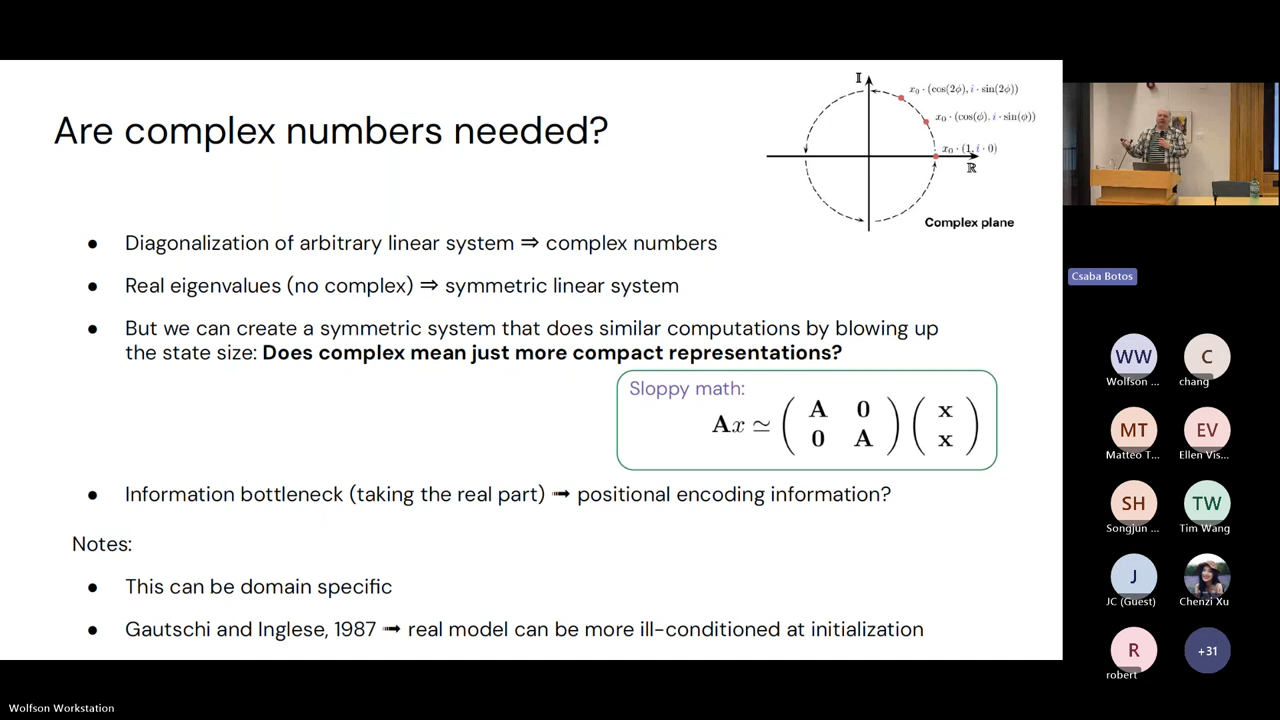 Are complex numbers needed?
𝕀
x₀ · (cos(2ϕ), i · sin(2ϕ))
x₀ · (cos(ϕ), i · sin(ϕ))
x₀ · (1, i · 0)
ℝ
Complex plane
● Diagonalization of arbitrary linear system ⇒ complex numbers
● Real eigenvalues (no complex) ⇒ symmetric linear system
● But we can create a symmetric system that does similar computations by blowing up
the state size: Does complex mean just more compact representations?
Sloppy math:
Ax ≃ ( A 0 ) ( x )
( 0 A ) ( x )
● Information bottleneck (taking the real part) ➞ positional encoding information?
Notes:
● This can be domain specific
● Gautschi and Inglese, 1987 ➞ real model can be more ill-conditioned at initialization
Csaba Botos
WW
C
Wolfson ...
chang
MT
EV
Matteo T...
Ellen Vis...
SH
TW
Songjun ...
Tim Wang
J
JC (Guest)
Chenzi Xu
R
+31
robert
Wolfson Workstation